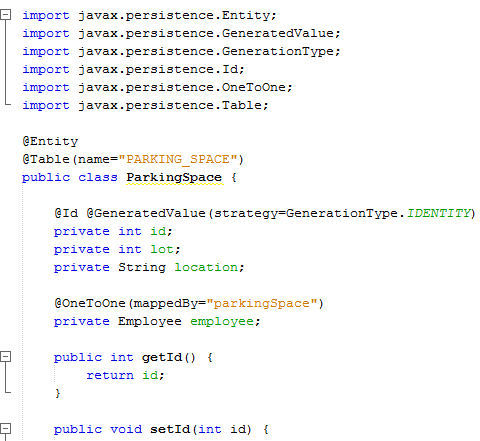 import javax.persistence.Entity;
import javax.persistence.GeneratedValue;
import javax.persistence.GenerationType;
import javax.persistence.Id;
import javax.persistence.OneToOne;
import javax.persistence.Table;
@Entity
@Table(name="PARKING_SPACE")
public class ParkingSpace {
@Id @GeneratedValue(strategy=GenerationType.IDENTITY)
private int id;
private int lot;
private String location;
@OneToOne(mappedBy="parkingSpace")
private Employee employee;
public int getId() {
return id;
}
public void setId(int id) {